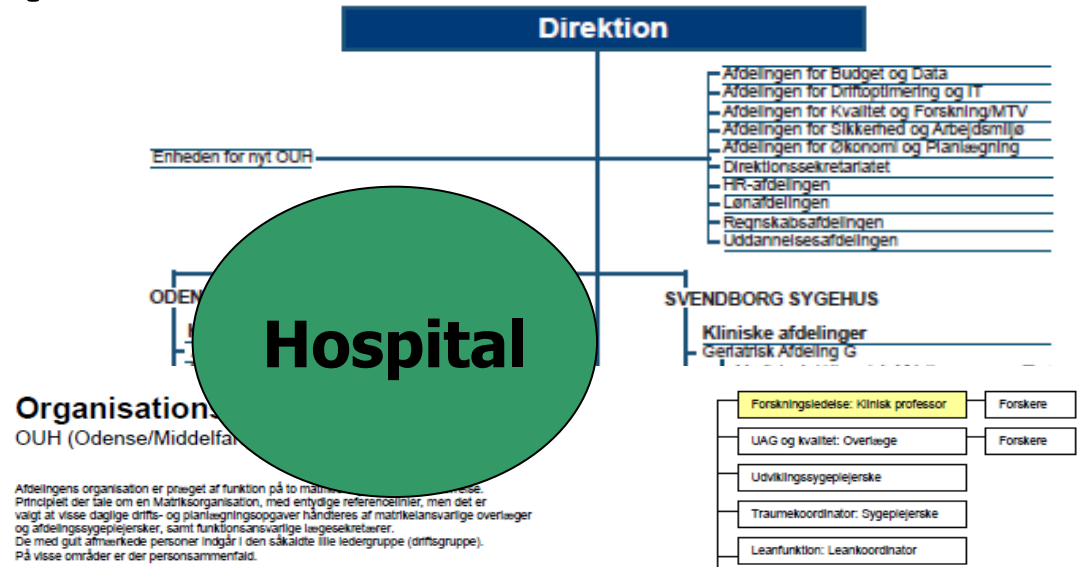 Direktion
Afdelingen for Budget og Data
Afdelingen for Driftoptimering og IT
Afdelingen for Kvalitet og Forskning/MTV
Afdelingen for Sikkerhed og Arbejdsmiljø
Afdelingen for Økonomi og Planlægning
Enheden for nyt OUH
Direktionssekretariatet
HR-afdelingen
Lønafdelingen
Regnskabsafdelingen
Uddannelsesafdelingen
ODEN
SVENDBORG SYGEHUS
Hospital
Kliniske afdelinger
Geriatrisk Afdeling G
Organisations
OUH (Odense/Middelfar
Afdelingens organisation er præget af funktion på to
Principielt der tale om en Matriksorganisation, med entydige referencelinier, men det er
valgt at visse daglige drifts- og planlægningsopgaver håndteres af matrikelansvarlige overlæger
og afdelingssygeplejersker, samt funktionsansvarlige lægesekretærer.
De med gult afmærkede personer indgår i den såkaldte lille ledergruppe (driftsgruppe).
På visse områder er der personsammenfald.
Forskningsledelse: Klinisk professor
Forskere
UAG og kvalitet: Overlæge
Forskere
Udviklingssygeplejerske
Traumekoordinator: Sygeplejerske
Leanfunktion: Leankoordinator